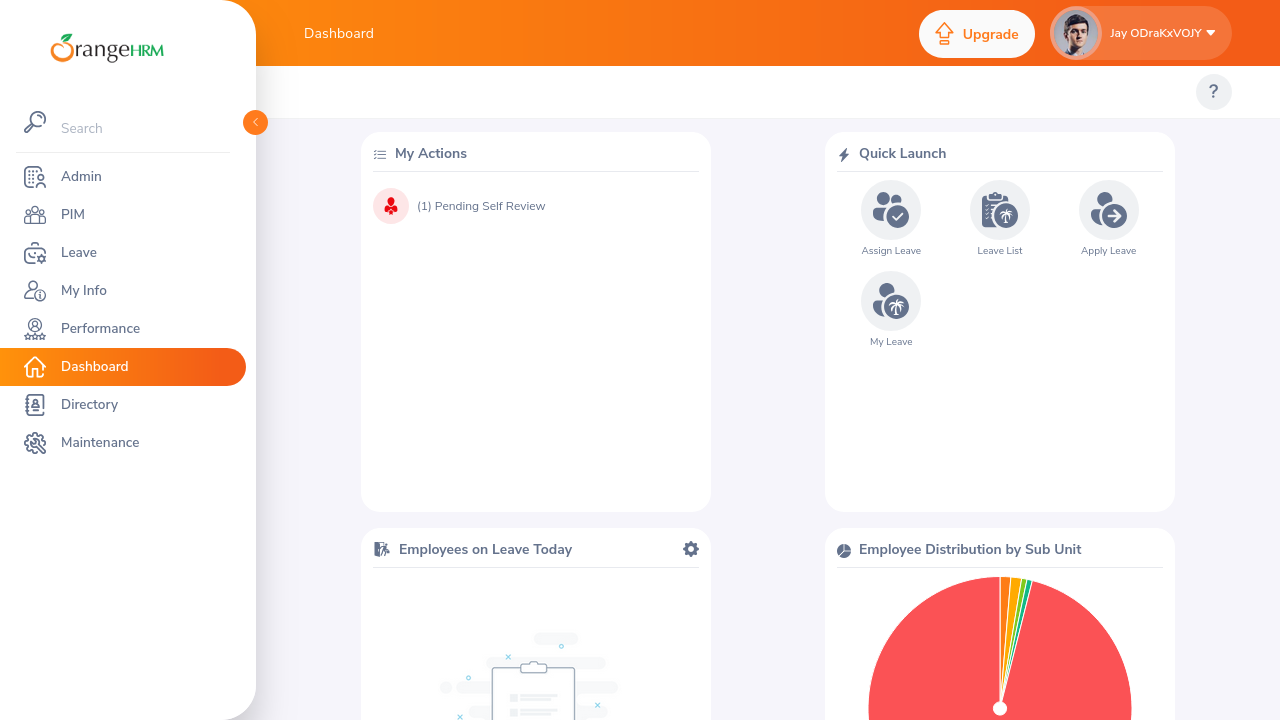 OrangeHRM
Dashboard
Upgrade
Jay ODraKxVOJY
?
Search
Admin
PIM
Leave
My Info
Performance
Dashboard
Directory
Maintenance
My Actions
(1) Pending Self Review
Quick Launch
Assign Leave
Leave List
Apply Leave
My Leave
Employees on Leave Today
Employee Distribution by Sub Unit